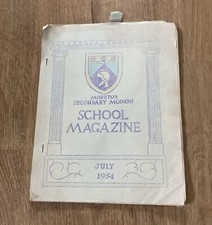 MORETON
SECONDARY MODERN
SCHOOL
MAGAZINE
JULY
1954